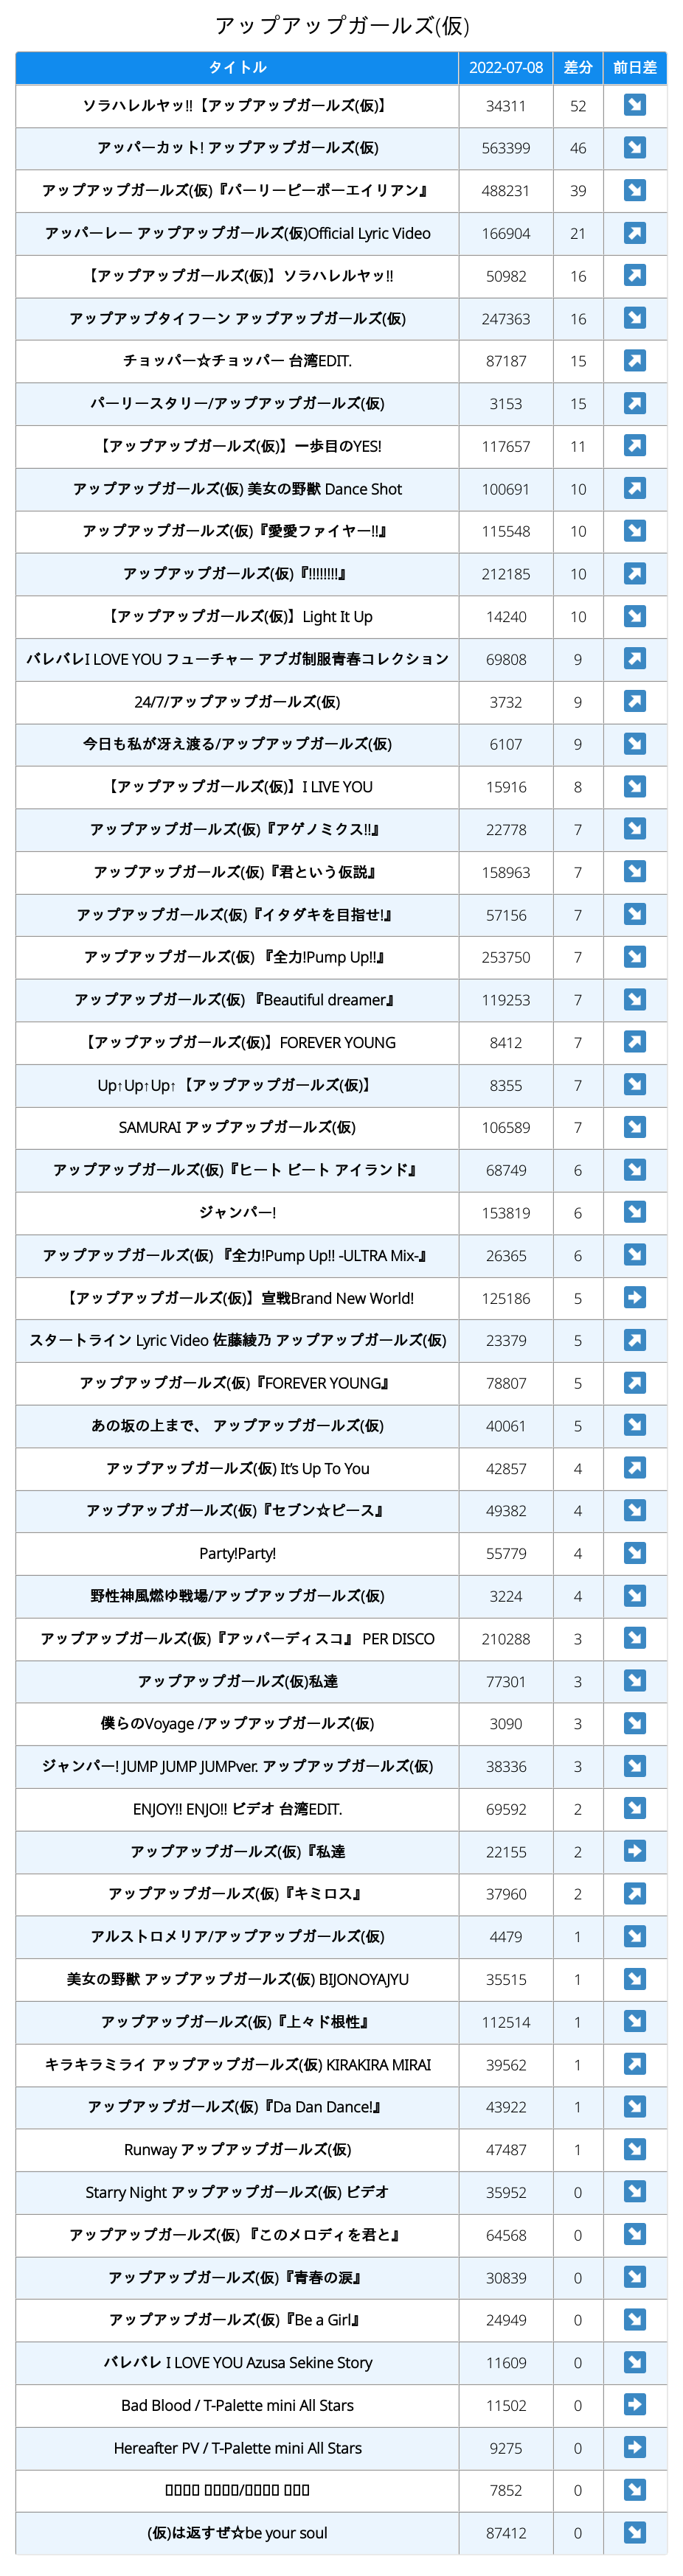 アップアップガールズ(仮)
タイトル 2022-07-08 差分 前日差
ソラハレルヤッ!!【アップアップガールズ(仮)】 34311 52 ↘
アッパーカット! アップアップガールズ(仮) 563399 46 ↘
アップアップガールズ(仮)『パーリーピーポーエイリアン』 488231 39 ↘
アッパーレー アップアップガールズ(仮)Official Lyric Video 166904 21 ↗
【アップアップガールズ(仮)】ソラハレルヤッ!! 50982 16 ↗
アップアップタイフーン アップアップガールズ(仮) 247363 16 ↘
チョッパー☆チョッパー 台湾EDIT. 87187 15 ↗
パーリースタリー/アップアップガールズ(仮) 3153 15 ↗
【アップアップガールズ(仮)】一歩目のYES! 117657 11 ↗
アップアップガールズ(仮) 美女の野獣 Dance Shot 100691 10 ↗
アップアップガールズ(仮)『愛愛ファイヤー!!』 115548 10 ↘
アップアップガールズ(仮)『!!!!!!!!』 212185 10 ↗
【アップアップガールズ(仮)】Light It Up 14240 10 ↘
バレバレI LOVE YOU フューチャー アプガ制服青春コレクション 69808 9 ↗
24/7/アップアップガールズ(仮) 3732 9 ↗
今日も私が冴え渡る/アップアップガールズ(仮) 6107 9 ↘
【アップアップガールズ(仮)】I LIVE YOU 15916 8 ↘
アップアップガールズ(仮)『アゲノミクス!!』 22778 7 ↘
アップアップガールズ(仮)『君という仮説』 158963 7 ↘
アップアップガールズ(仮)『イタダキを目指せ!』 57156 7 ↘
アップアップガールズ(仮) 『全力!Pump Up!!』 253750 7 ↘
アップアップガールズ(仮) 『Beautiful dreamer』 119253 7 ↘
【アップアップガールズ(仮)】FOREVER YOUNG 8412 7 ↗
Up↑Up↑Up↑【アップアップガールズ(仮)】 8355 7 ↘
SAMURAI アップアップガールズ(仮) 106589 7 ↘
アップアップガールズ(仮)『ヒート ビート アイランド』 68749 6 ↘
ジャンパー! 153819 6 ↘
アップアップガールズ(仮) 『全力!Pump Up!! -ULTRA Mix-』 26365 6 ↘
【アップアップガールズ(仮)】宣戦Brand New World! 125186 5 ➡
スタートライン Lyric Video 佐藤綾乃 アップアップガールズ(仮) 23379 5 ↗
アップアップガールズ(仮)『FOREVER YOUNG』 78807 5 ↗
あの坂の上まで、 アップアップガールズ(仮) 40061 5 ↘
アップアップガールズ(仮) It's Up To You 42857 4 ↗
アップアップガールズ(仮)『セブン☆ピース』 49382 4 ↘
Party!Party! 55779 4 ↘
野性神風燃ゆ戦場/アップアップガールズ(仮) 3224 4 ↘
アップアップガールズ(仮)『アッパーディスコ』 PER DISCO 210288 3 ↘
アップアップガールズ(仮)私達 77301 3 ↘
僕らのVoyage /アップアップガールズ(仮) 3090 3 ↘
ジャンパー! JUMP JUMP JUMPver. アップアップガールズ(仮) 38336 3 ↘
ENJOY!! ENJO!! ビデオ 台湾EDIT. 69592 2 ↘
アップアップガールズ(仮)『私達 22155 2 ➡
アップアップガールズ(仮)『キミロス』 37960 2 ↗
アルストロメリア/アップアップガールズ(仮) 4479 1 ↘
美女の野獣 アップアップガールズ(仮) BIJONOYAJYU 35515 1 ↘
アップアップガールズ(仮)『上々ド根性』 112514 1 ↘
キラキラミライ アップアップガールズ(仮) KIRAKIRA MIRAI 39562 1 ↗
アップアップガールズ(仮)『Da Dan Dance!』 43922 1 ↘
Runway アップアップガールズ(仮) 47487 1 ↘
Starry Night アップアップガールズ(仮) ビデオ 35952 0 ↘
アップアップガールズ(仮) 『このメロディを君と』 64568 0 ↘
アップアップガールズ(仮)『青春の涙』 30839 0 ↘
アップアップガールズ(仮)『Be a Girl』 24949 0 ↘
バレバレ I LOVE YOU Azusa Sekine Story 11609 0 ↘
Bad Blood / T-Palette mini All Stars 11502 0 ➡
Hereafter PV / T-Palette mini All Stars 9275 0 ➡
7852 0 ↘
(仮)は返すぜ☆be your soul 87412 0 ↘